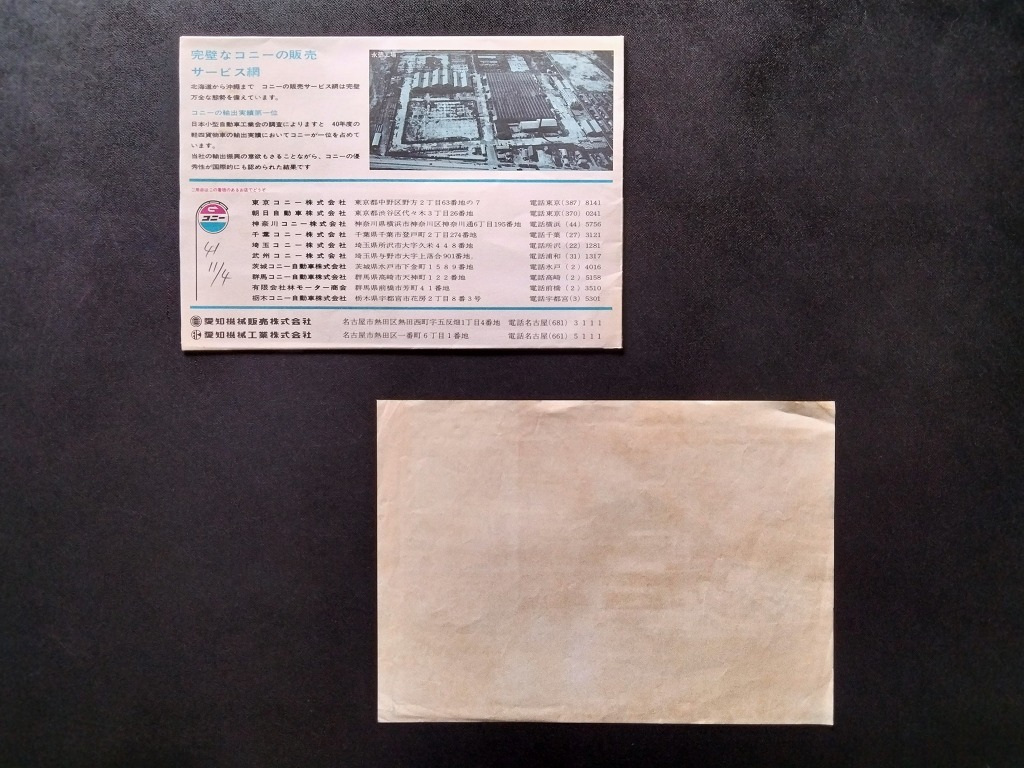 完璧なコニーの販売
サービス網
北海道から沖縄まで コニーの販売サービス網は完璧
万全な態勢を備えています。
コニーの輸出実績第一位
日本小型自動車工業会の調査によりますと 40年度の
軽四貨物車の輸出実績においてコニーが一位を占めて
います。
当社の輸出振興の意欲もさることながら、コニーの優
秀性が国際的にも認められた結果です
ご用命はこの看板のあるお店でどうぞ
コニー
41
11/4
東京コニー株式会社 東京都中野区野方2丁目63番地の7 電話東京(387) 8141
朝日自動車株式会社 東京都渋谷区代々木3丁目26番地 電話東京(370) 0241
神奈川コニー株式会社 神奈川県横浜市神奈川区神奈川通6丁目195番地 電話横浜 (44) 5756
千葉コニー株式会社 千葉県千葉市登戸町2丁目274番地 電話千葉 (27) 3121
埼玉コニー株式会社 埼玉県所沢市大字久米448番地 電話所沢 (22) 1281
武州コニー株式会社 埼玉県与野市大字上落合901番地 電話浦和 (31) 1317
茨城コニー自動車株式会社 茨城県水戸市下金町1589番地 電話水戸 (2) 4016
群馬コニー自動車株式会社 群馬県高崎市天神町122番地 電話高崎 (2) 5158
有限会社林モーター商会 群馬県前橋市芳町41番地 電話前橋 (2) 3510
栃木コニー自動車株式会社 栃木県宇都宮市花房2丁目8番3号 電話宇都宮(3) 5301
愛知機械販売株式会社 名古屋市熱田区熱田西町字五反畑1丁目4番地 電話名古屋(681) 3111
愛知機械工業株式会社 名古屋市熱田区一番町6丁目1番地 電話名古屋(661) 5111